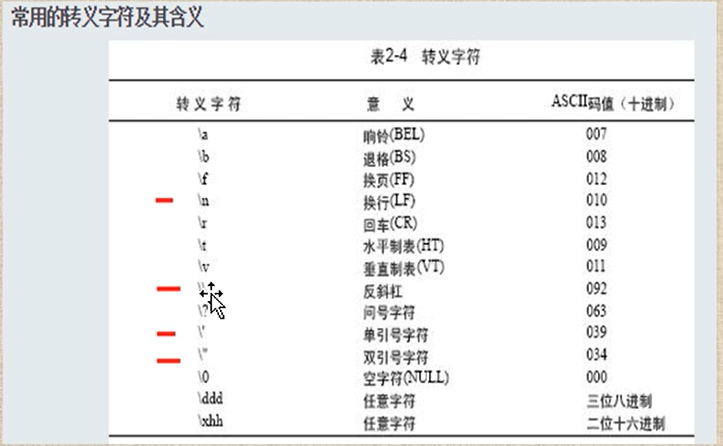 常用的转义字符及其含义
表2-4 转义字符
转义字符 意 义 ASCII码值（十进制）
\a 响铃(BEL) 007
\b 退格(BS) 008
\f 换页(FF) 012
\n 换行(LF) 010
\r 回车(CR) 013
\t 水平制表(HT) 009
\v 垂直制表(VT) 011
\\ 反斜杠 092
\? 问号字符 063
\' 单引号字符 039
\" 双引号字符 034
\0 空字符(NULL) 000
\ddd 任意字符 三位八进制
\xhh 任意字符 二位十六进制